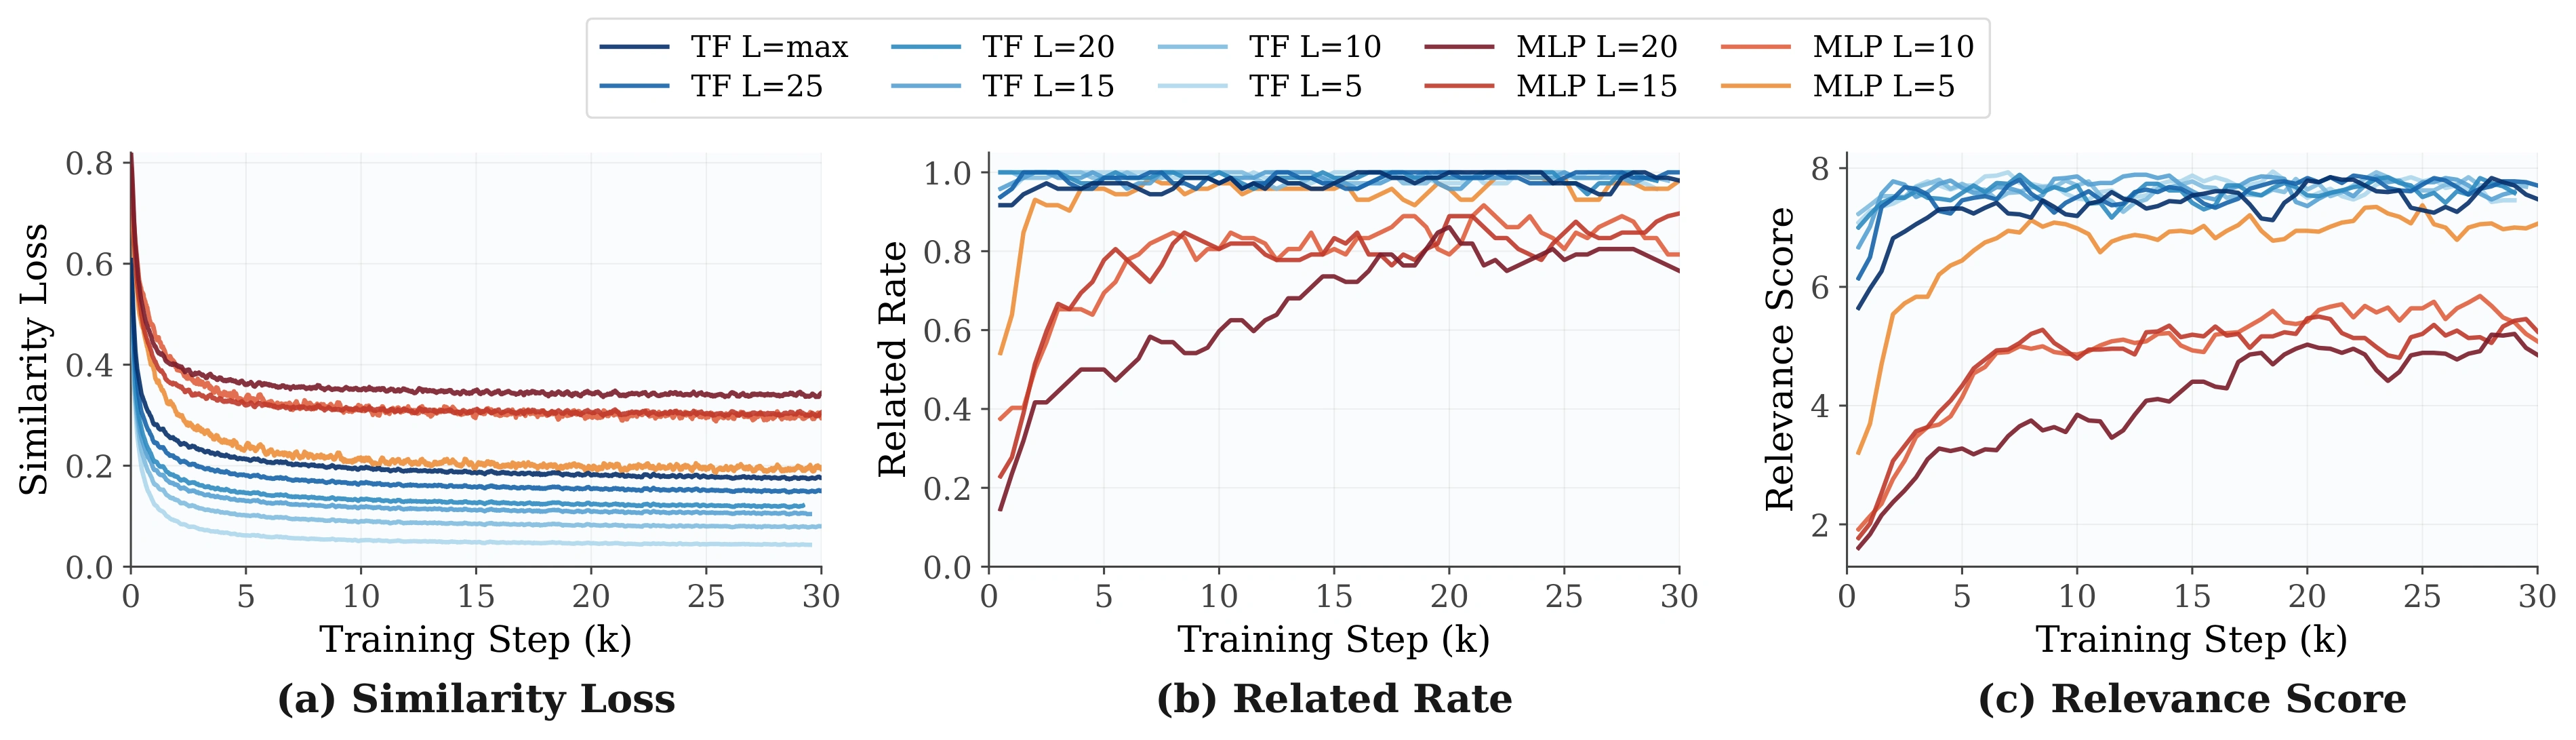 TF L=max TF L=20 TF L=10 MLP L=20 MLP L=10
TF L=25 TF L=15 TF L=5 MLP L=15 MLP L=5
Similarity Loss
0.8
0.6
0.4
0.2
0.0
0 5 10 15 20 25 30
Training Step (k)
(a) Similarity Loss
Related Rate
1.0
0.8
0.6
0.4
0.2
0.0
0 5 10 15 20 25 30
Training Step (k)
(b) Related Rate
Relevance Score
8
6
4
2
0 5 10 15 20 25 30
Training Step (k)
(c) Relevance Score